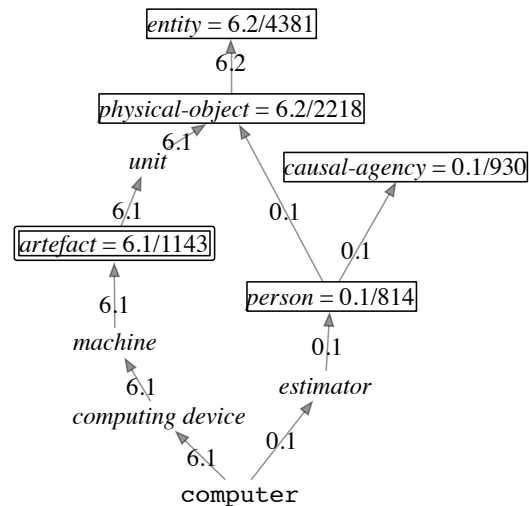 entity = 6.2/4381
6.2
physical-object = 6.2/2218
6.1
unit
causal-agency = 0.1/930
6.1
0.1
0.1
artefact = 6.1/1143
person = 0.1/814
6.1
machine
0.1
estimator
6.1
computing device
6.1
0.1
computer